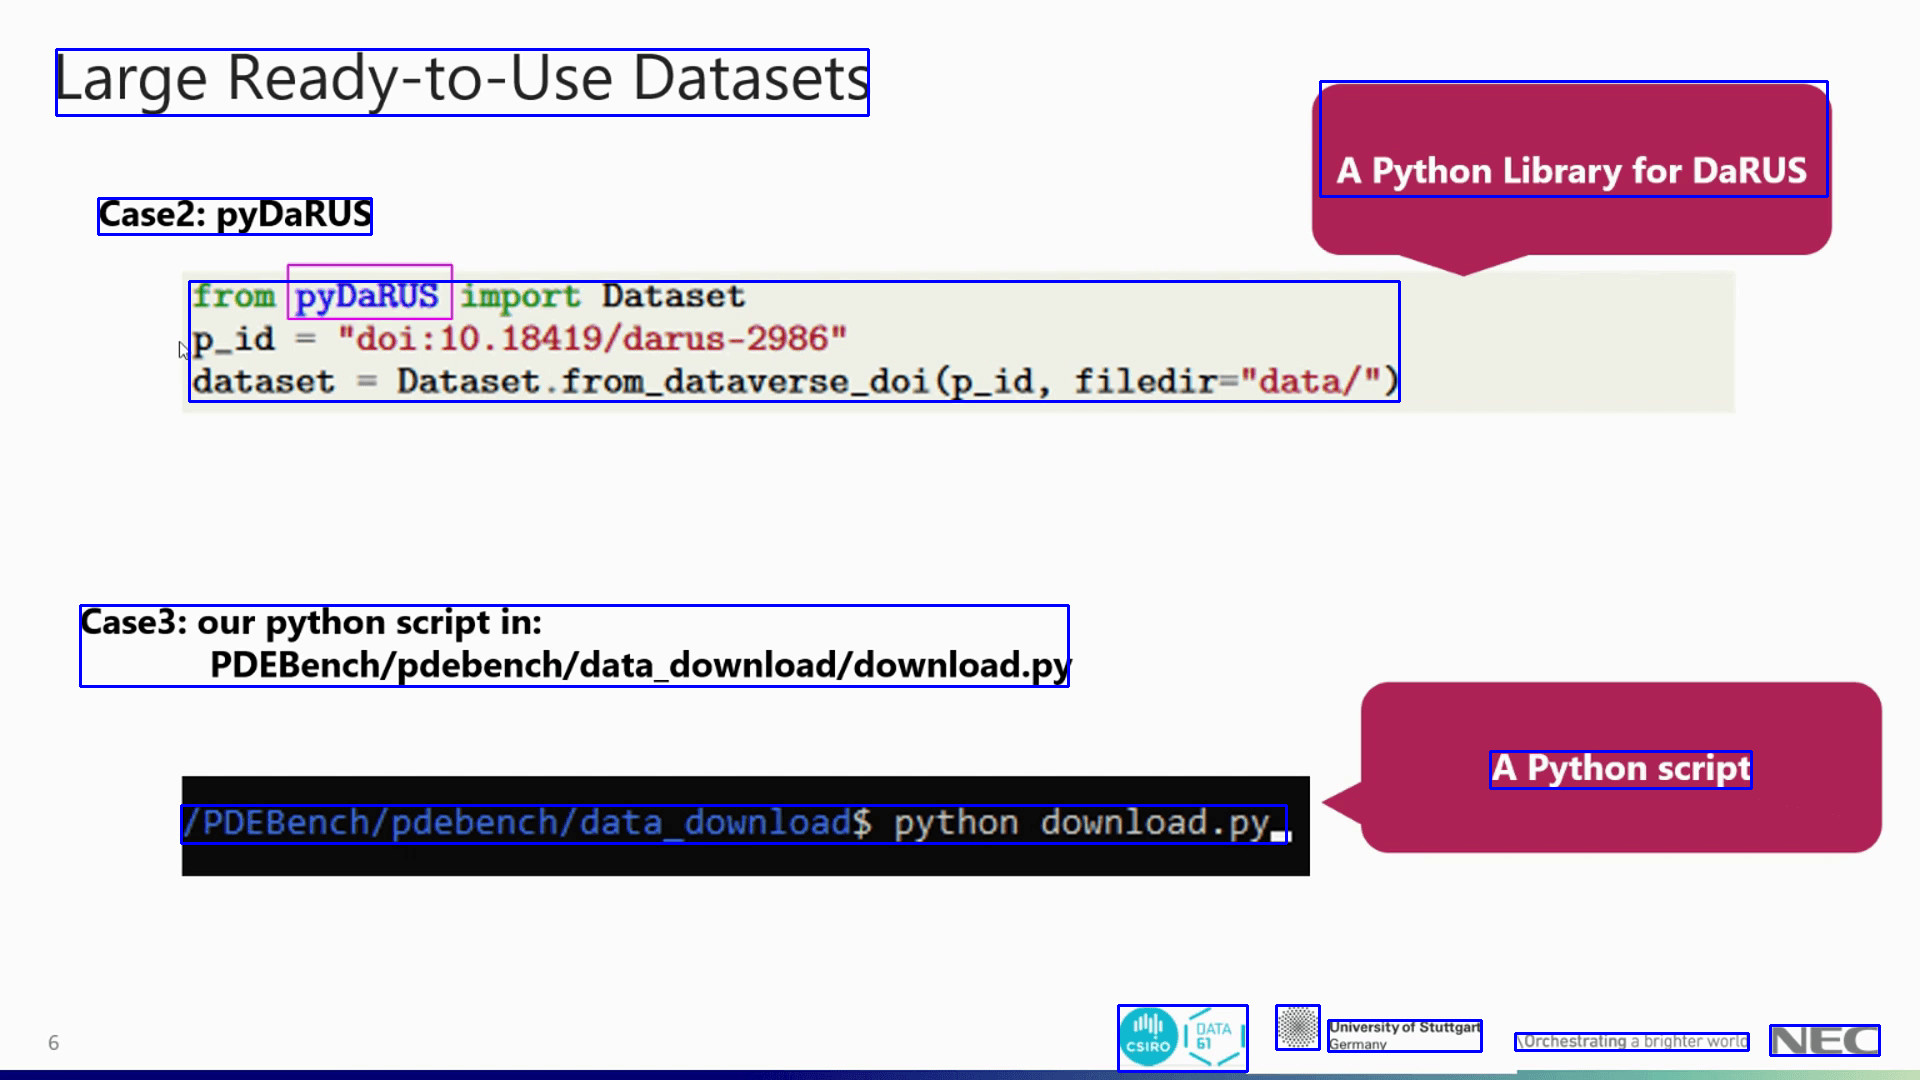 Large Ready-to-Use Datasets
A Python Library for DaRUS
Case2: pyDaRUS
from pyDaRUS import Dataset
p_id = "doi:10.18419/darus-2986"
dataset = Dataset.from_dataverse_doi(p_id, filedir="data/")
Case3: our python script in:
PDEBench/pdebench/data_download/download.py
A Python script
/PDEBench/pdebench/data_download$ python download.py
6
CSIRO
DATA
61
University of Stuttgart
Germany
\Orchestrating a brighter world
NEC